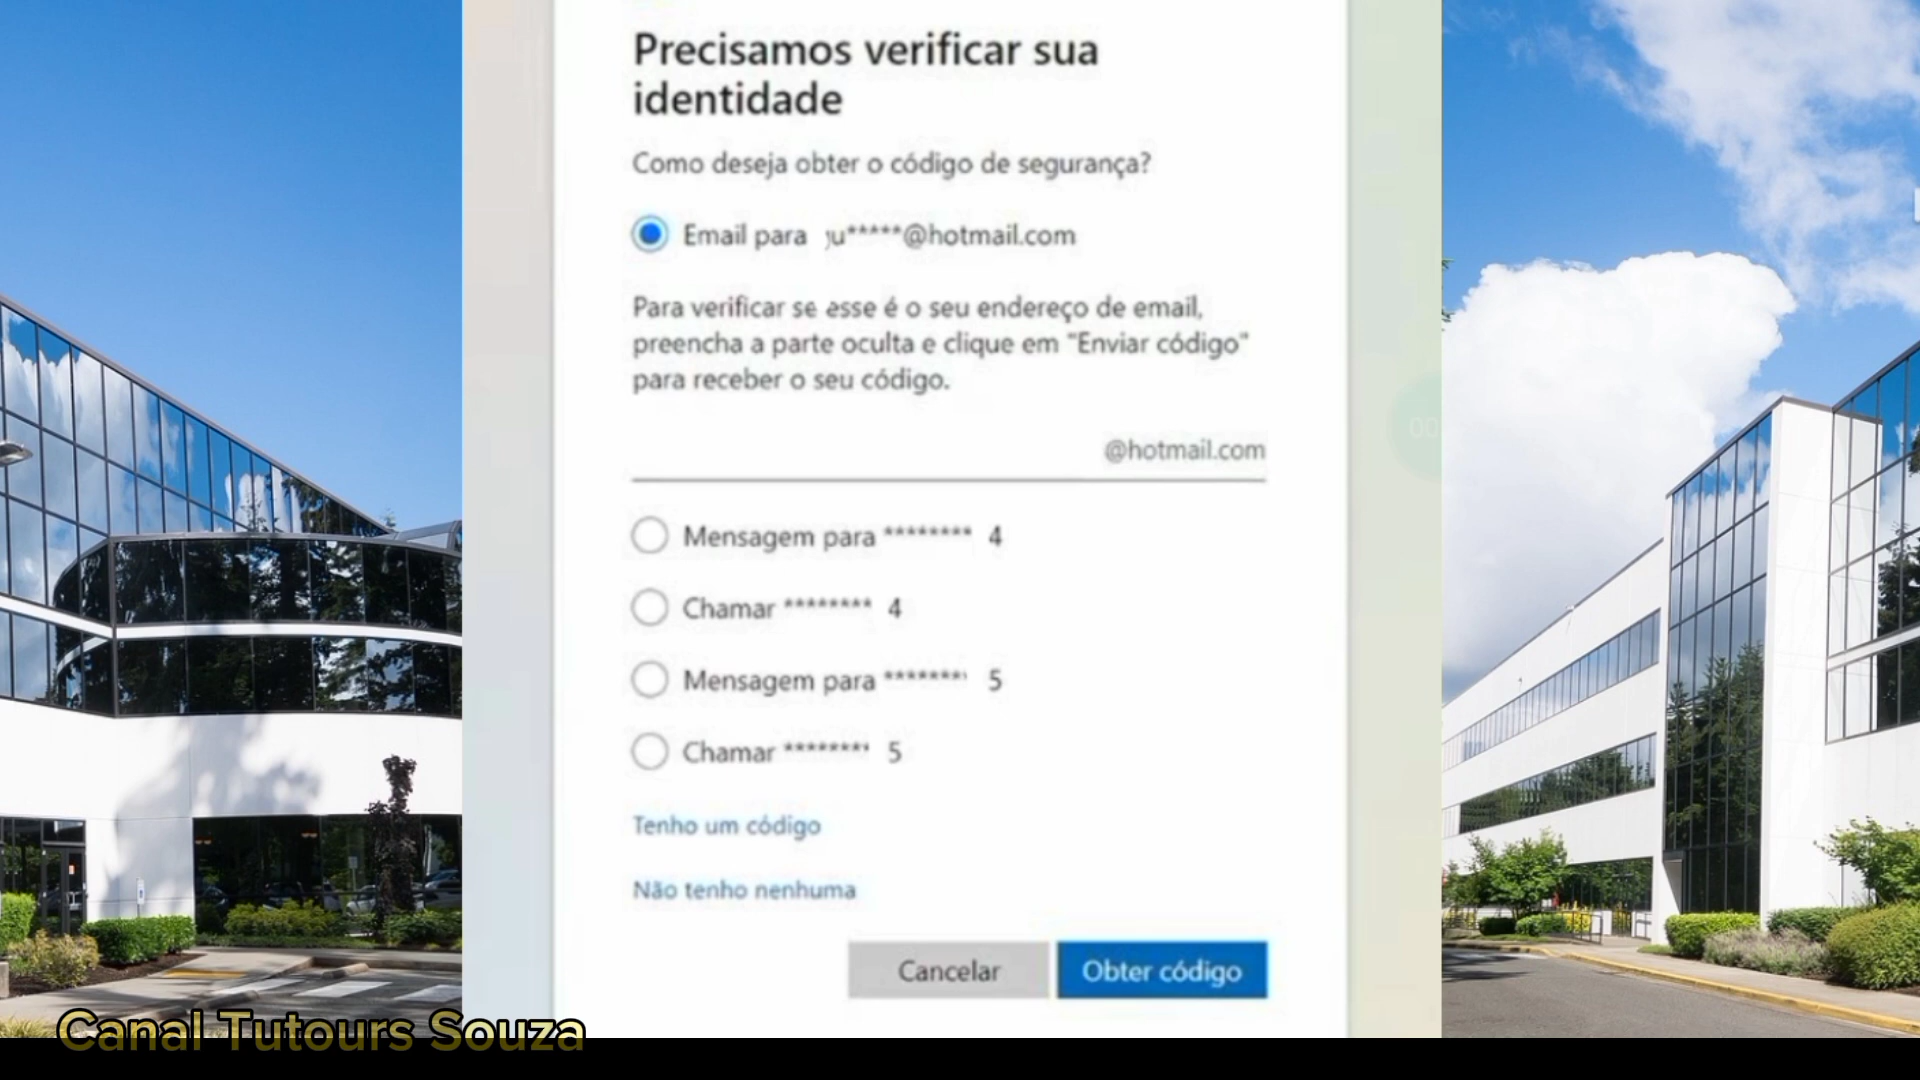 Precisamos verificar sua
identidade
Como deseja obter o código de segurança?
Email para yu*****@hotmail.com
Para verificar se esse é o seu endereço de email,
preencha a parte oculta e clique em "Enviar código"
para receber o seu código.
@hotmail.com
Mensagem para ******** 4
Chamar ******** 4
Mensagem para ******** 5
Chamar ******** 5
Tenho um código
Não tenho nenhuma
Cancelar
Obter código
00
Canal Tutours Souza